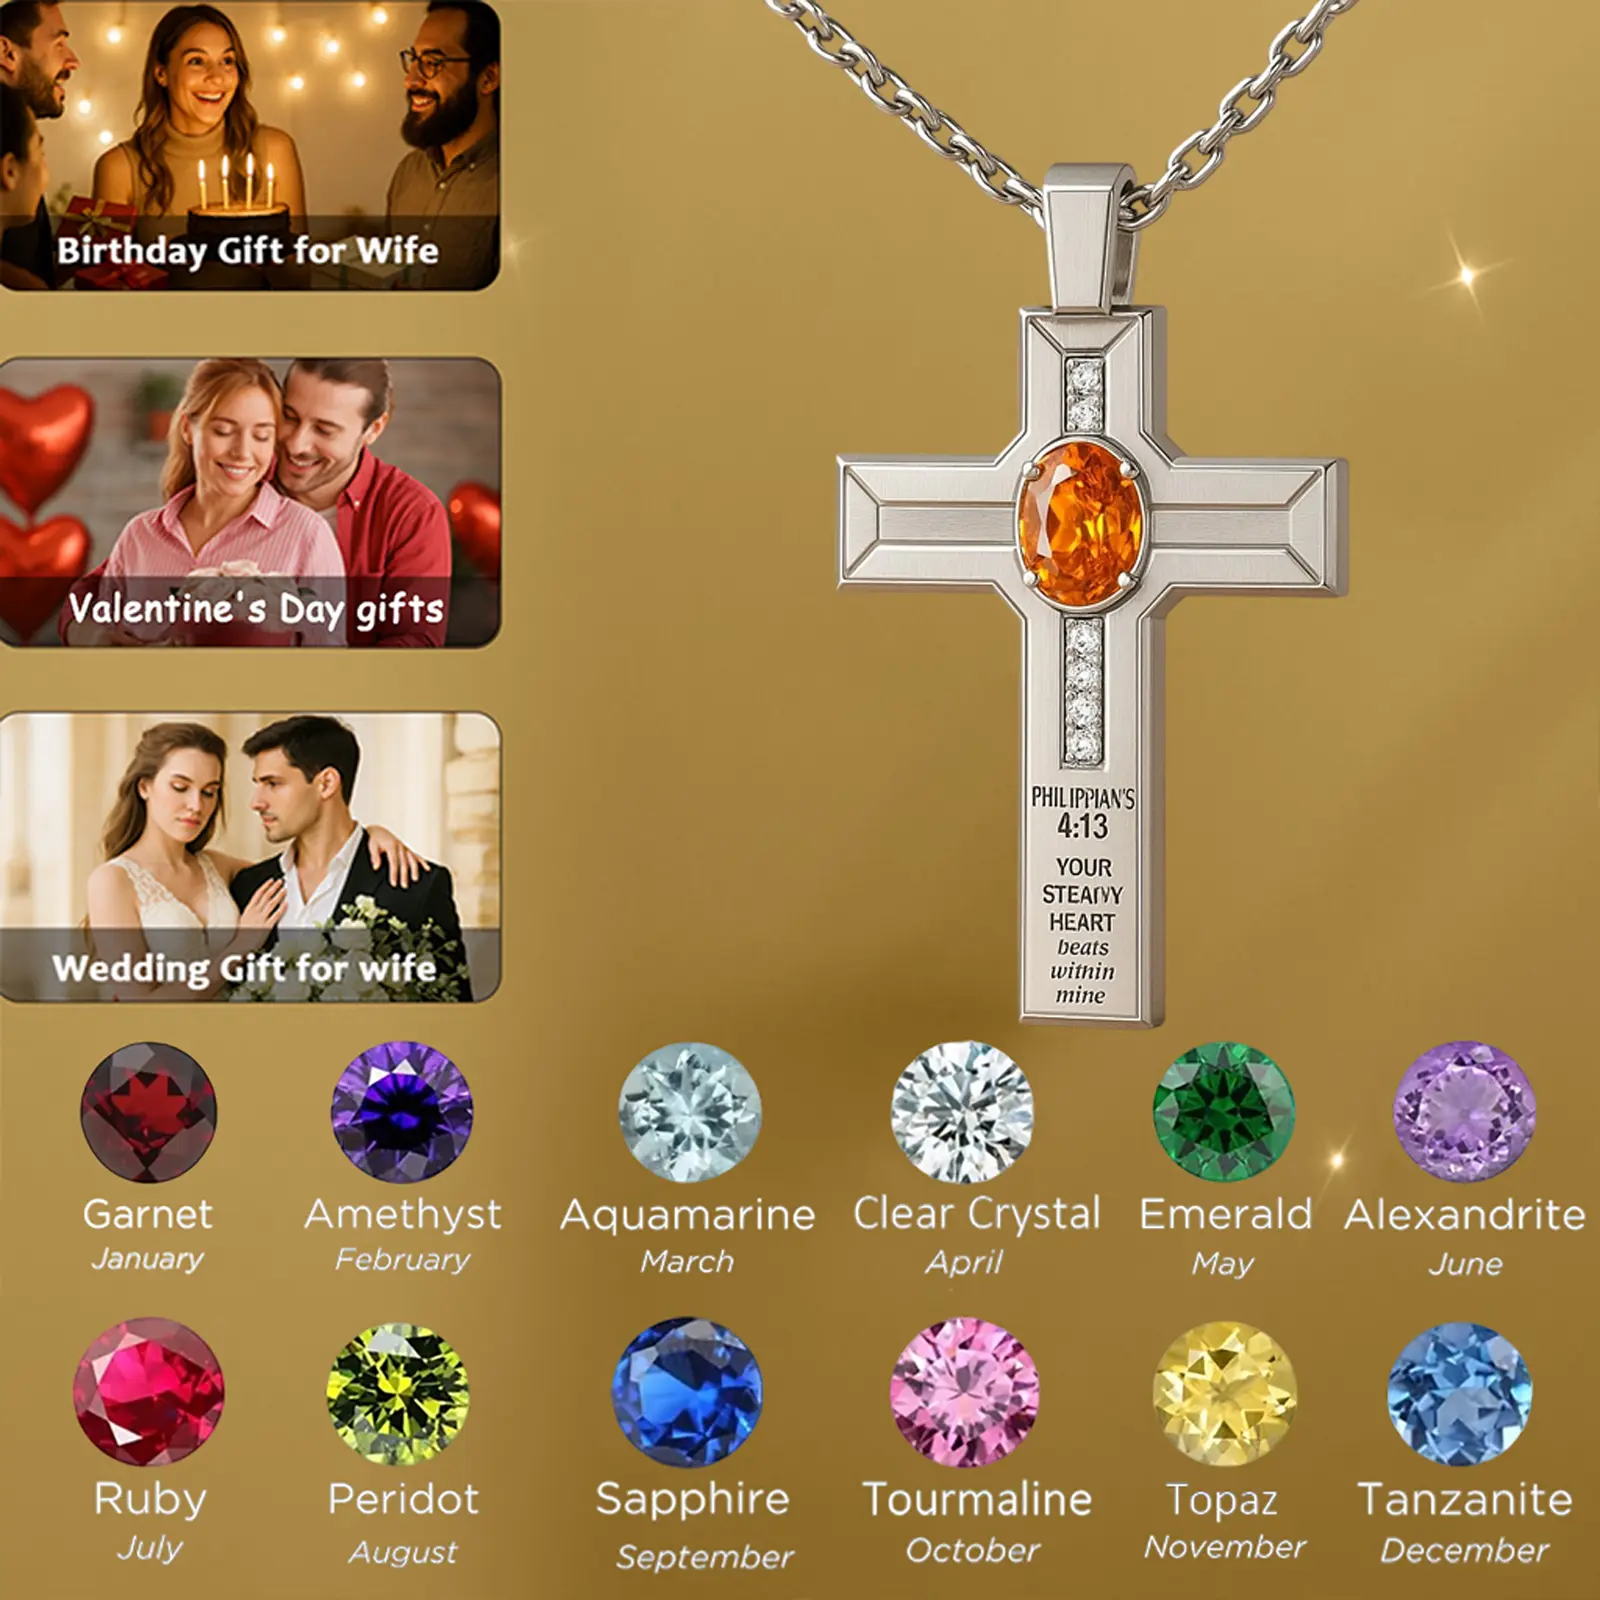 Birthday Gift for Wife
Valentine's Day gifts
Wedding Gift for wife
PHILIPPIAN'S
4:13
YOUR
STEADY
HEART
beats
witnin
mine
Garnet
January
Amethyst
February
Aquamarine
March
Clear Crystal
April
Emerald
May
Alexandrite
June
Ruby
July
Peridot
August
Sapphire
September
Tourmaline
October
Topaz
November
Tanzanite
December